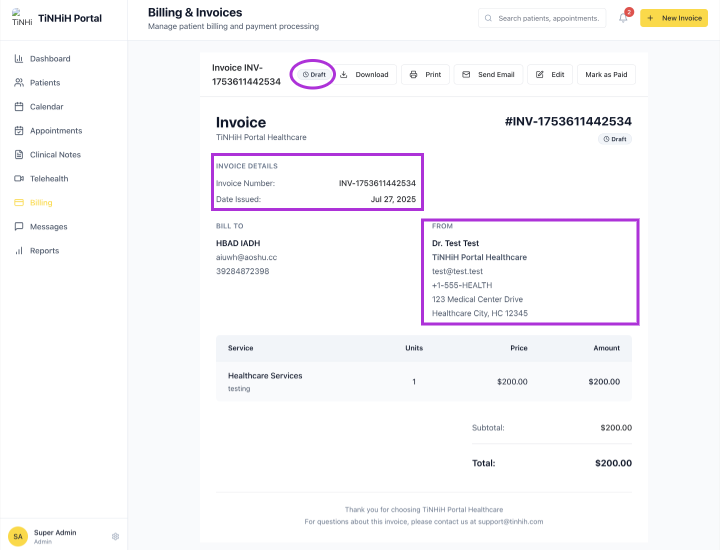 TiNHi
TiNHiH Portal
Billing & Invoices
Manage patient billing and payment processing
Search patients, appointments.
2
+ New Invoice
Dashboard
Patients
Calendar
Appointments
Clinical Notes
Telehealth
Billing
Messages
Reports
Invoice INV-
1753611442534
Draft
Download
Print
Send Email
Edit
Mark as Paid
Invoice
#INV-1753611442534
TiNHiH Portal Healthcare
Draft
INVOICE DETAILS
Invoice Number: INV-1753611442534
Date Issued: Jul 27, 2025
BILL TO
HBAD IADH
aiuwh@aoshu.cc
39284872398
FROM
Dr. Test Test
TiNHiH Portal Healthcare
test@test.test
+1-555-HEALTH
123 Medical Center Drive
Healthcare City, HC 12345
Service Units Price Amount
Healthcare Services 1 $200.00 $200.00
testing
Subtotal: $200.00
Total: $200.00
Thank you for choosing TiNHiH Portal Healthcare
For questions about this invoice, please contact us at support@tinhih.com
SA
Super Admin
Admin